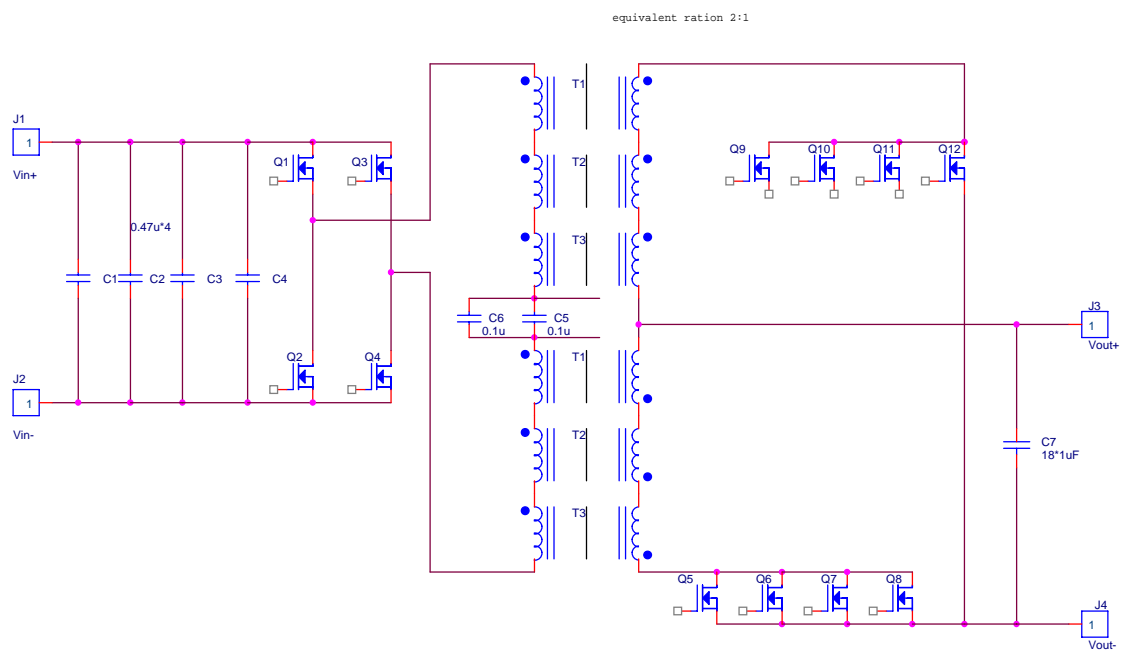 equivalent ration 2:1
J1
1
Vin+
J2
1
Vin-
0.47u*4
C1
C2
C3
C4
Q1
Q3
Q2
Q4
T1
T2
T3
C6
0.1u
C5
0.1u
T1
T2
T3
Q9
Q10
Q11
Q12
Q5
Q6
Q7
Q8
J3
1
Vout+
C7
18*1uF
J4
1
Vout-